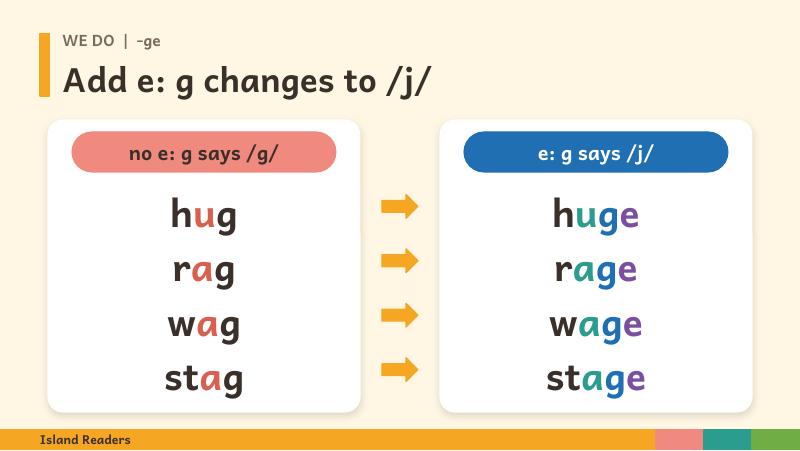 WE DO | -ge
Add e: g changes to /j/
no e: g says /g/
hug
rag
wag
stag
e: g says /j/
huge
rage
wage
stage
Island Readers